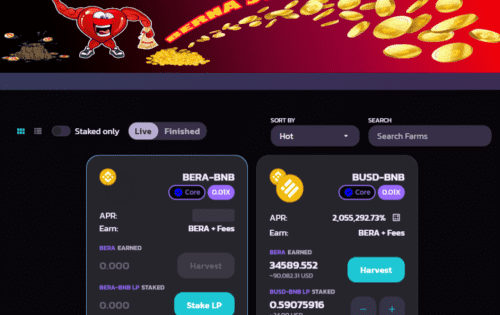 BERNA
Staked only
Live
Finished
SORT BY
Hot
SEARCH
Search Farms
BERA-BNB
Core
0.01X
APR:
Earn:
BERA + Fees
BERA EARNED
0.000
Harvest
BERA-BNB LP STAKED
0.000
Stake LP
BUSD-BNB
Core
0.01X
APR:
2,055,292.73%
Earn:
BERA + Fees
BERA EARNED
34589.552
~90,082.31 USD
Harvest
BUSD-BNB LP STAKED
0.59075916